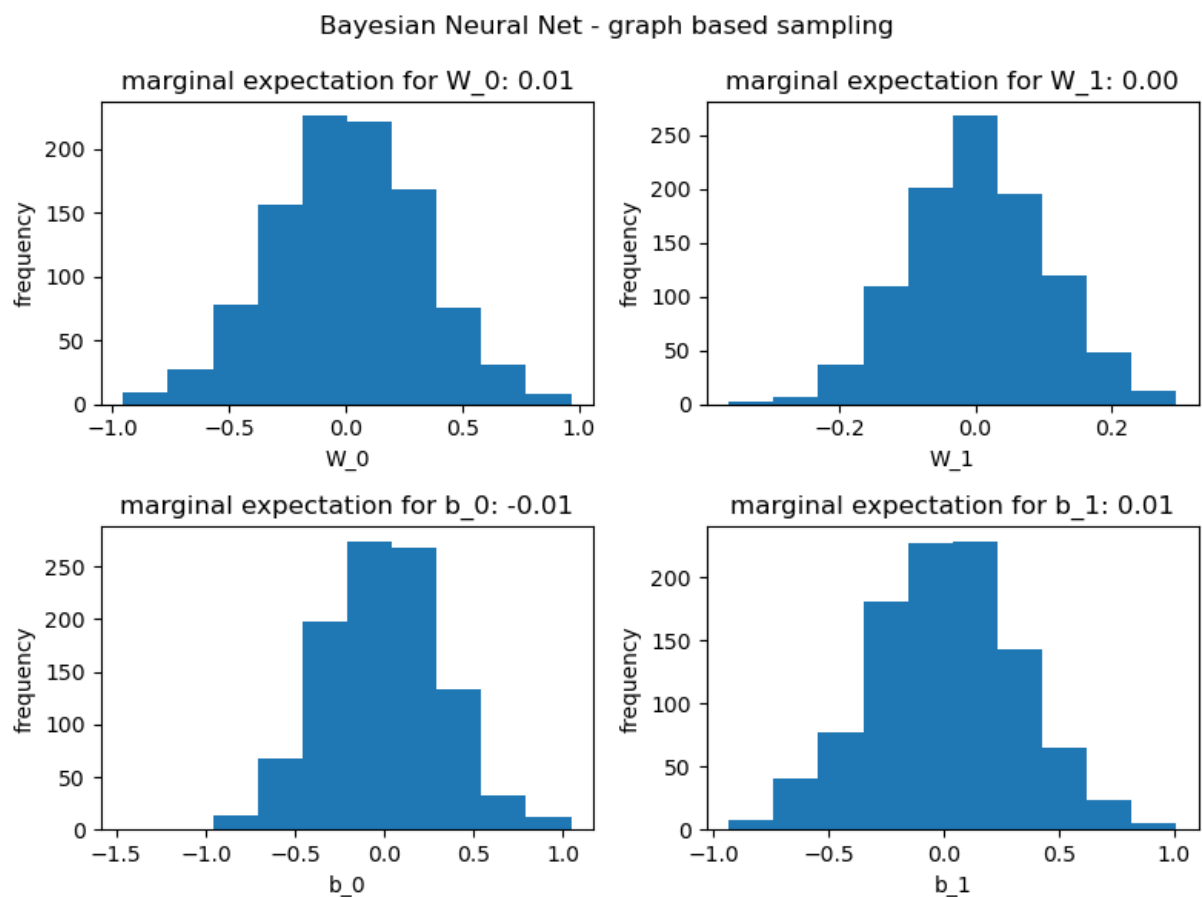 Bayesian Neural Net - graph based sampling
marginal expectation for W_0: 0.01
200
150
100
50
0
frequency
−1.0 −0.5 0.0 0.5 1.0
W_0
marginal expectation for W_1: 0.00
250
200
150
100
50
0
frequency
−0.2 0.0 0.2
W_1
marginal expectation for b_0: -0.01
250
200
150
100
50
0
frequency
−1.5 −1.0 −0.5 0.0 0.5 1.0
b_0
marginal expectation for b_1: 0.01
200
150
100
50
0
frequency
−1.0 −0.5 0.0 0.5 1.0
b_1